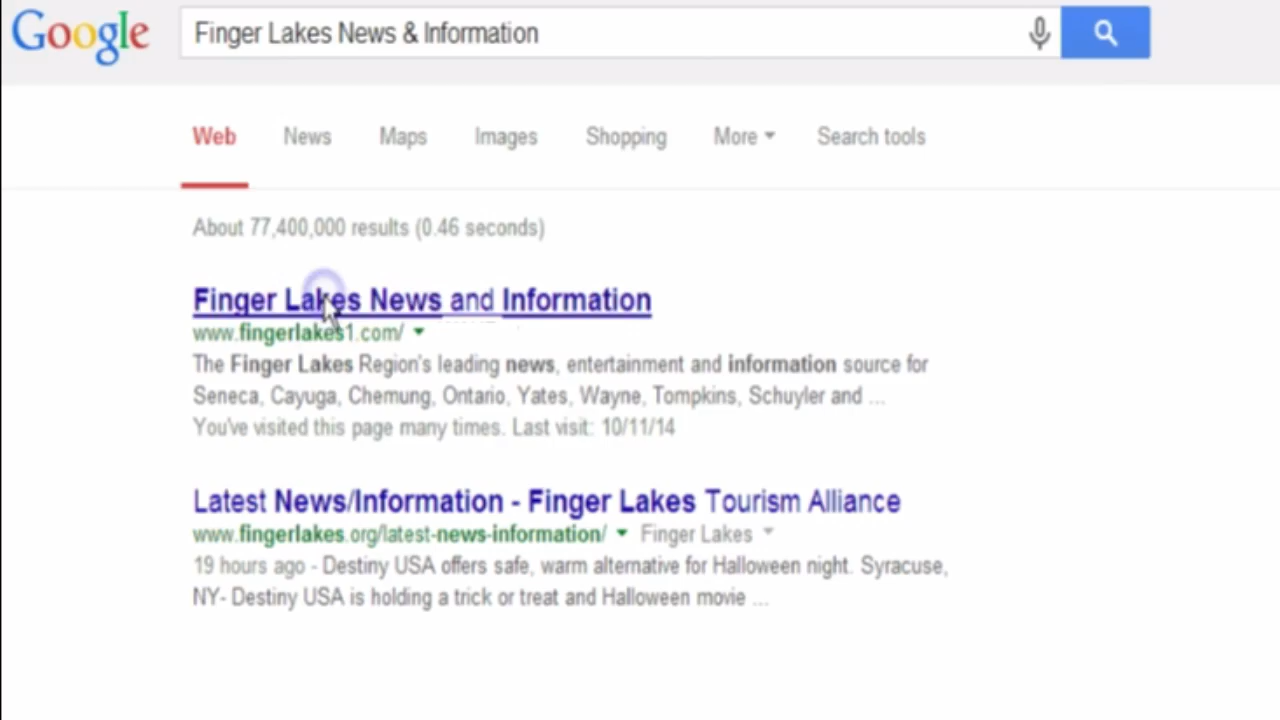 Google
Finger Lakes News & Information
Web News Maps Images Shopping More Search tools
About 77,400,000 results (0.46 seconds)
Finger Lakes News and Information
www.fingerlakes1.com/
The Finger Lakes Region's leading news, entertainment and information source for
Seneca, Cayuga, Chemung, Ontario, Yates, Wayne, Tompkins, Schuyler and ...
You've visited this page many times. Last visit: 10/11/14
Latest News/Information - Finger Lakes Tourism Alliance
www.fingerlakes.org/latest-news-information/ Finger Lakes
19 hours ago - Destiny USA offers safe, warm alternative for Halloween night. Syracuse,
NY- Destiny USA is holding a trick or treat and Halloween movie ...